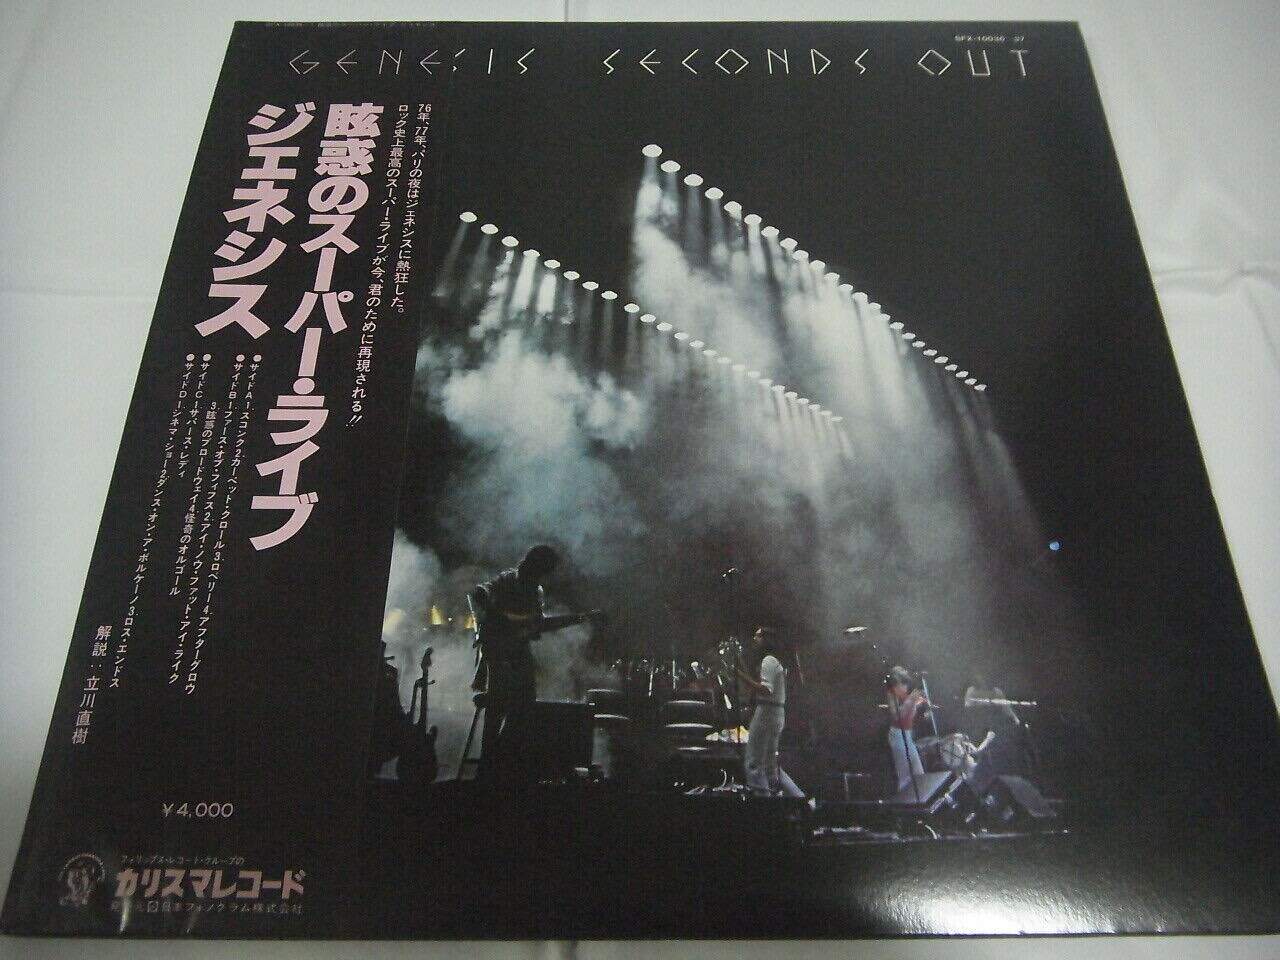 GENESIS SECONDS OUT
SFX-10036~37
76年、77年、パリの夜はジェネシスに熱狂した。
ロック史上最高のスーパー・ライブが今、君のために再現される!!
眩惑のスーパー・ライブ
ジェネシス
●サイドA1.スコンク2.カーペット・クロール3.ロベリー4.アフターグロウ
●サイドB1.ファース・オブ・フィフス2.アイ・ノウ・ファット・アイ・ライク
3.眩惑のブロードウェイ4.怪奇のオルゴール
●サイドC1.サパース・レディ
●サイドD1.シネマ・ショー2.ダンス・オン・ア・ボルケーノ3.ロス・エンドス
解説:立川直樹
¥4,000
フィリップス・レコード・グループの
カリスマレコード
日本フォノグラム株式会社